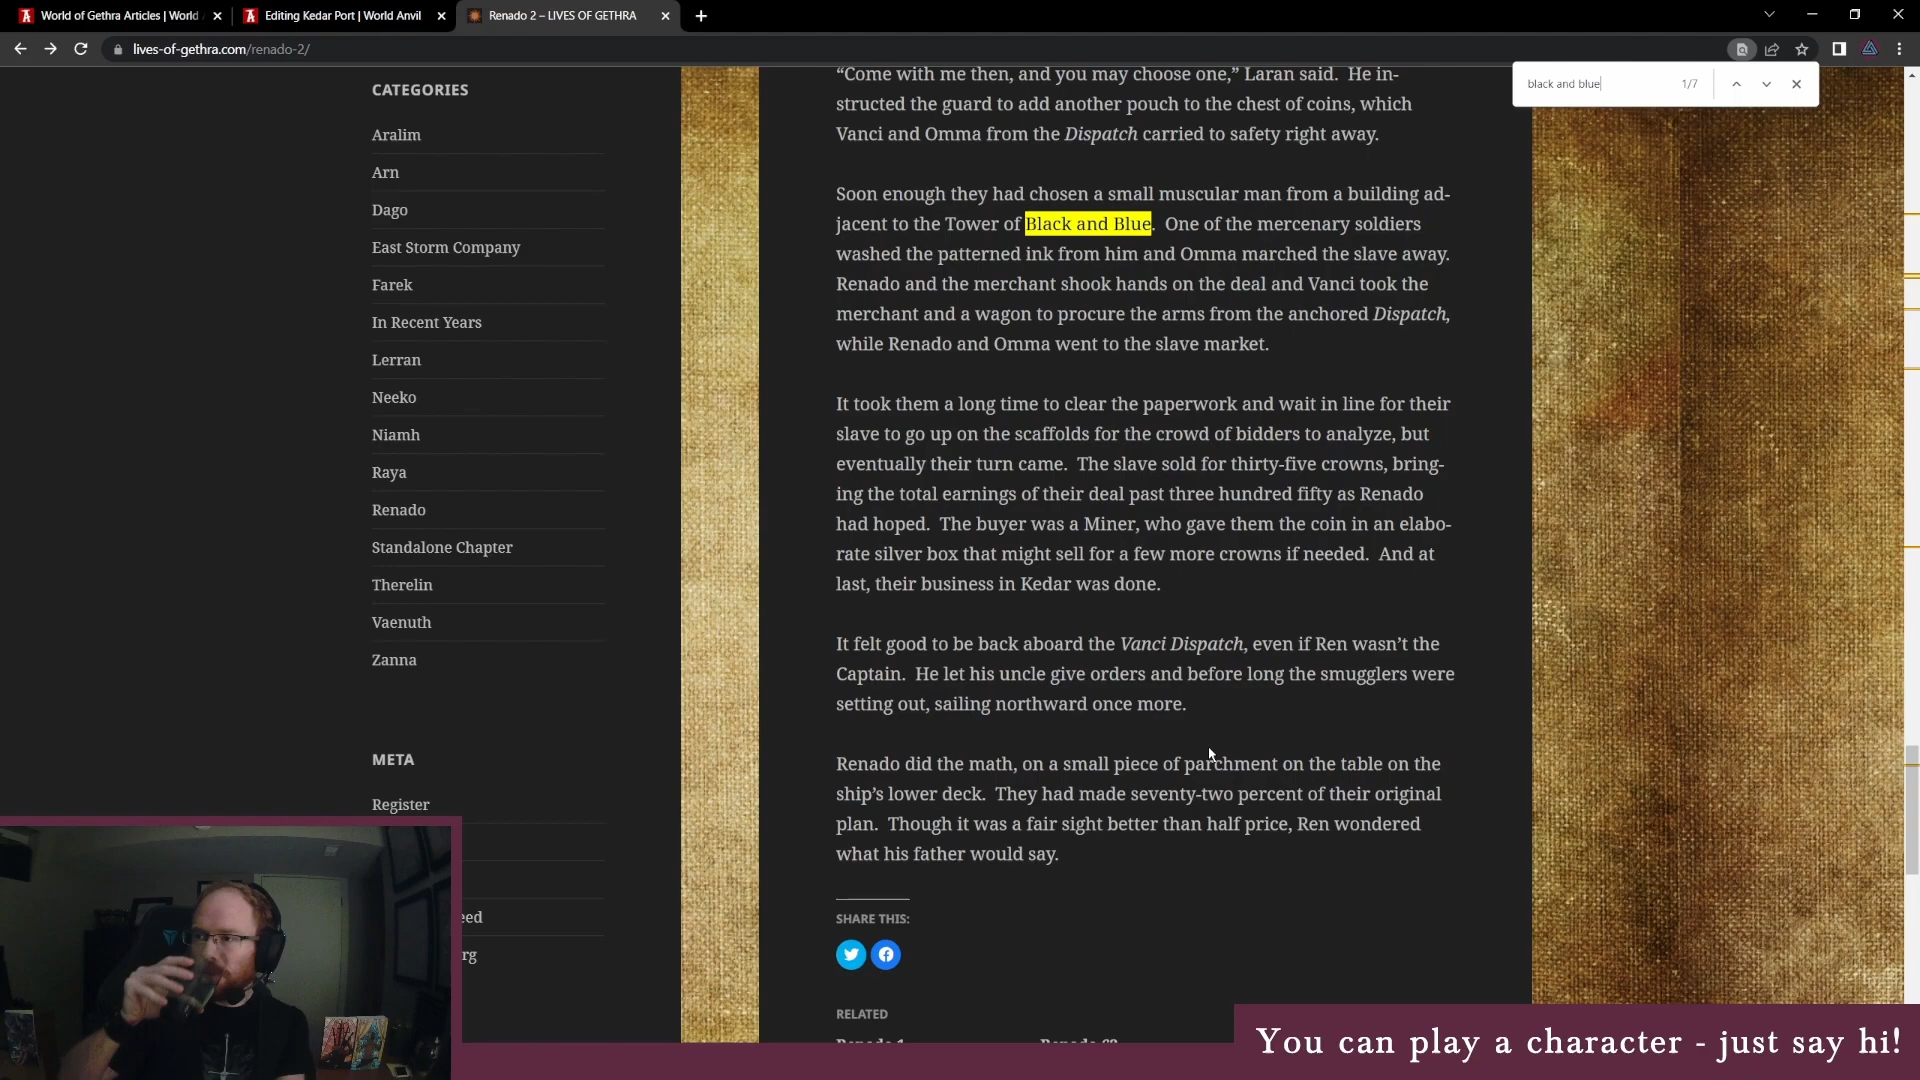 World of Gethra Articles | World
Editing Kedar Port | World Anvil
Renado 2 – LIVES OF GETHRA
lives-of-gethra.com/renado-2/
black and blue
1/7
CATEGORIES
Aralim
Arn
Dago
East Storm Company
Farek
In Recent Years
Lerran
Neeko
Niamh
Raya
Renado
Standalone Chapter
Therelin
Vaenuth
Zanna
META
Register
eed
rg
“Come with me then, and you may choose one,” Laran said.  He in-
structed the guard to add another pouch to the chest of coins, which
Vanci and Omma from the Dispatch carried to safety right away.
Soon enough they had chosen a small muscular man from a building ad-
jacent to the Tower of Black and Blue.  One of the mercenary soldiers
washed the patterned ink from him and Omma marched the slave away.
Renado and the merchant shook hands on the deal and Vanci took the
merchant and a wagon to procure the arms from the anchored Dispatch,
while Renado and Omma went to the slave market.
It took them a long time to clear the paperwork and wait in line for their
slave to go up on the scaffolds for the crowd of bidders to analyze, but
eventually their turn came.  The slave sold for thirty-five crowns, bring-
ing the total earnings of their deal past three hundred fifty as Renado
had hoped.  The buyer was a Miner, who gave them the coin in an elabo-
rate silver box that might sell for a few more crowns if needed.  And at
last, their business in Kedar was done.
It felt good to be back aboard the Vanci Dispatch, even if Ren wasn’t the
Captain.  He let his uncle give orders and before long the smugglers were
setting out, sailing northward once more.
Renado did the math, on a small piece of parchment on the table on the
ship’s lower deck.  They had made seventy-two percent of their original
plan.  Though it was a fair sight better than half price, Ren wondered
what his father would say.
SHARE THIS:
RELATED
You can play a character - just say hi!